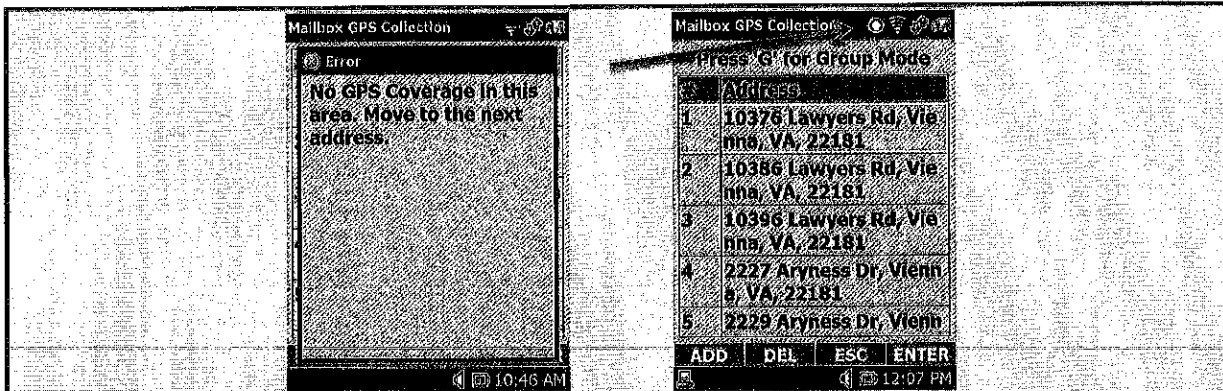 Mailbox GPS Collection
Error
No GPS Coverage in this
area. Move to the next
address.
10:46 AM
Mailbox GPS Collection
Press 'G' for Group Mode
# Address
1 10376 Lawyers Rd, Vie
nna, VA, 22181
2 10386 Lawyers Rd, Vie
nna, VA, 22181
3 10396 Lawyers Rd, Vie
nna, VA, 22181
4 2227 Aryness Dr, Vienn
a, VA, 22181
5 2229 Aryness Dr, Vienn
ADD DEL ESC ENTER
12:07 PM